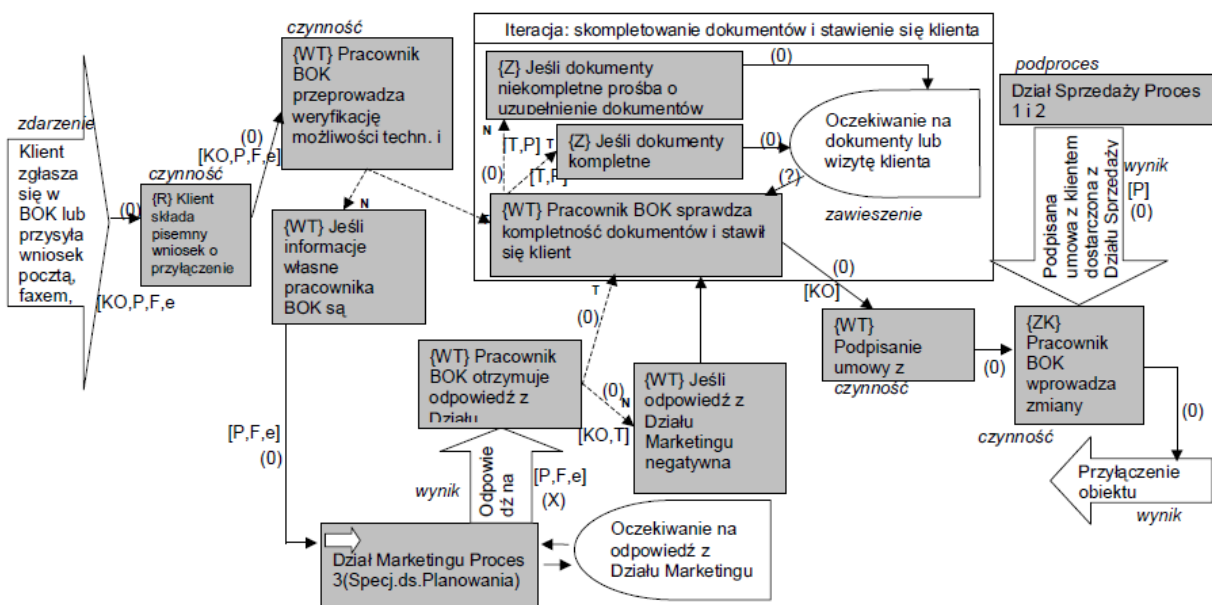 zdarzenie
Klient
zgłasza
się w
BOK lub
przysyła
wniosek
pocztą,
faxem,
(0)
[KO,P,F,e
czynność
{R} Klient
składa
pisemny
wniosek o
przyłączenie
(0)
[KO,P,F,e]
czynność
{WT} Pracownik
BOK
przeprowadza
weryfikację
możliwości techn. i
N
{WT} Jeśli
informacje
własne
pracownika
BOK są
[P,F,e]
(0)
Iteracja: skompletowanie dokumentów i stawienie się klienta
{Z} Jeśli dokumenty
niekompletne prośba o
uzupełnienie dokumentów
(0)
N
[T,P]
T
{Z} Jeśli dokumenty
kompletne
(0)
(0)
[T,P]
Oczekiwanie na
dokumenty lub
wizytę klienta
(?)
zawieszenie
{WT} Pracownik BOK sprawdza
kompletność dokumentów i stawił
się klient
T
(0)
(0)
[KO]
{WT} Pracownik
BOK otrzymuje
odpowiedź z
Działu
(0)
N
[KO,T]
{WT} Jeśli
odpowiedź z
Działu
Marketingu
negatywna
wynik
Odpowie
dź na
[P,F,e]
(X)
Dział Marketingu Proces
3(Specj.ds.Planowania)
Oczekiwanie na
odpowiedź z
Działu Marketingu
podproces
Dział Sprzedaży Proces
1 i 2
Podpisana
umowa z klientem
dostarczona z
Działu Sprzedaży
wynik
[P]
(0)
{WT}
Podpisanie
umowy z
czynność
(0)
{ZK}
Pracownik
BOK
wprowadza
zmiany
czynność
(0)
Przyłączenie
obiektu
wynik